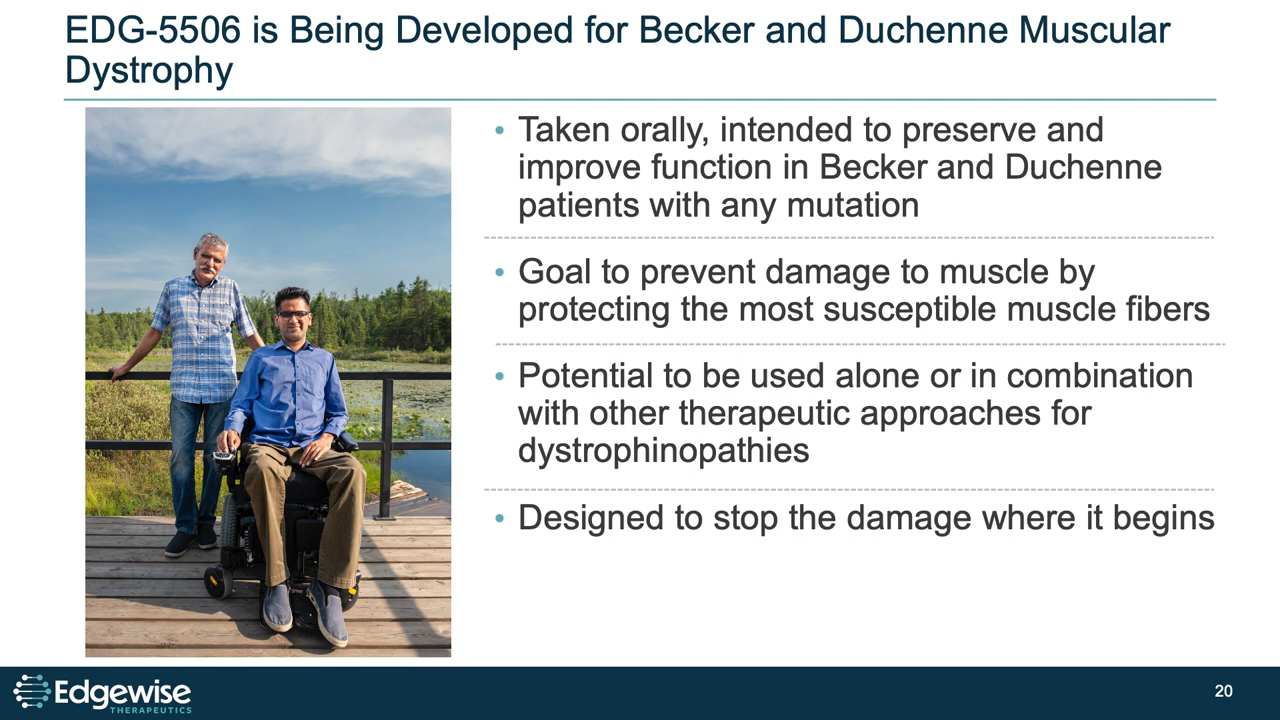 EDG-5506 is Being Developed for Becker and Duchenne Muscular
Dystrophy
• Taken orally, intended to preserve and
improve function in Becker and Duchenne
patients with any mutation
• Goal to prevent damage to muscle by
protecting the most susceptible muscle fibers
• Potential to be used alone or in combination
with other therapeutic approaches for
dystrophinopathies
• Designed to stop the damage where it begins
Edgewise
THERAPEUTICS
20